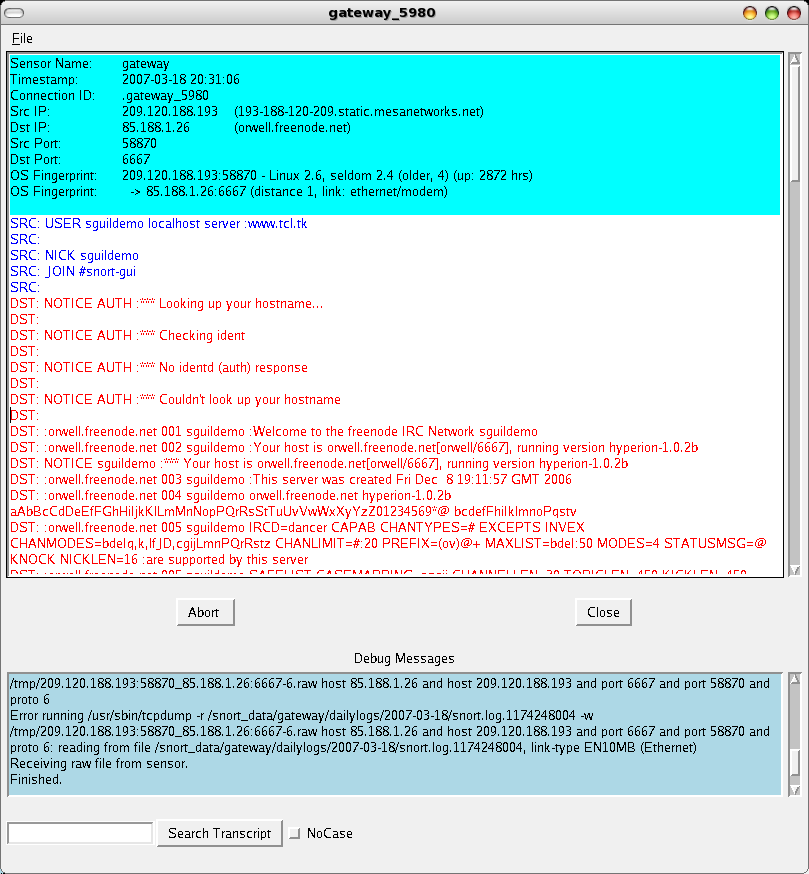 gateway_5980
File
Sensor Name: gateway
Timestamp: 2007-03-18 20:31:06
Connection ID: .gateway_5980
Src IP: 209.120.188.193 (193-188-120-209.static.mesanetworks.net)
Dst IP: 85.188.1.26 (orwell.freenode.net)
Src Port: 58870
Dst Port: 6667
OS Fingerprint: 209.120.188.193:58870 - Linux 2.6, seldom 2.4 (older, 4) (up: 2872 hrs)
OS Fingerprint: -> 85.188.1.26:6667 (distance 1, link: ethernet/modem)
SRC: USER sguildemo localhost server :www.tcl.tk
SRC:
SRC: NICK sguildemo
SRC: JOIN #snort-gui
SRC:
DST: NOTICE AUTH :*** Looking up your hostname...
DST:
DST: NOTICE AUTH :*** Checking ident
DST:
DST: NOTICE AUTH :*** No identd (auth) response
DST:
DST: NOTICE AUTH :*** Couldn't look up your hostname
DST:
DST: :orwell.freenode.net 001 sguildemo :Welcome to the freenode IRC Network sguildemo
DST: :orwell.freenode.net 002 sguildemo :Your host is orwell.freenode.net[orwell/6667], running version hyperion-1.0.2b
DST: NOTICE sguildemo :*** Your host is orwell.freenode.net[orwell/6667], running version hyperion-1.0.2b
DST: :orwell.freenode.net 003 sguildemo :This server was created Fri Dec 8 19:11:57 GMT 2006
DST: :orwell.freenode.net 004 sguildemo orwell.freenode.net hyperion-1.0.2b
aAbBcCdDeEfFGhHiIjkKlLmMnNopPQrRsStTuUvVwWxXyYzZ01234569*@ bcdefFhiIklmnoPqstv
DST: :orwell.freenode.net 005 sguildemo IRCD=dancer CAPAB CHANTYPES=# EXCEPTS INVEX
CHANMODES=bdeIq,k,lfJD,cgijLmnPQrRstz CHANLIMIT=#:20 PREFIX=(ov)@+ MAXLIST=bdeI:50 MODES=4 STATUSMSG=@
KNOCK NICKLEN=16 :are supported by this server
DST: :orwell.freenode.net 005 sguildemo SAFELIST CASEMAPPING=ascii CHANNELLEN=30 TOPICLEN=450 KICKLEN=450
Abort
Close
Debug Messages
/tmp/209.120.188.193:58870_85.188.1.26:6667-6.raw host 85.188.1.26 and host 209.120.188.193 and port 6667 and port 58870 and
proto 6
Error running /usr/sbin/tcpdump -r /snort_data/gateway/dailylogs/2007-03-18/snort.log.1174248004 -w
/tmp/209.120.188.193:58870_85.188.1.26:6667-6.raw host 85.188.1.26 and host 209.120.188.193 and port 6667 and port 58870 and
proto 6: reading from file /snort_data/gateway/dailylogs/2007-03-18/snort.log.1174248004, link-type EN10MB (Ethernet)
Receiving raw file from sensor.
Finished.
Search Transcript
NoCase